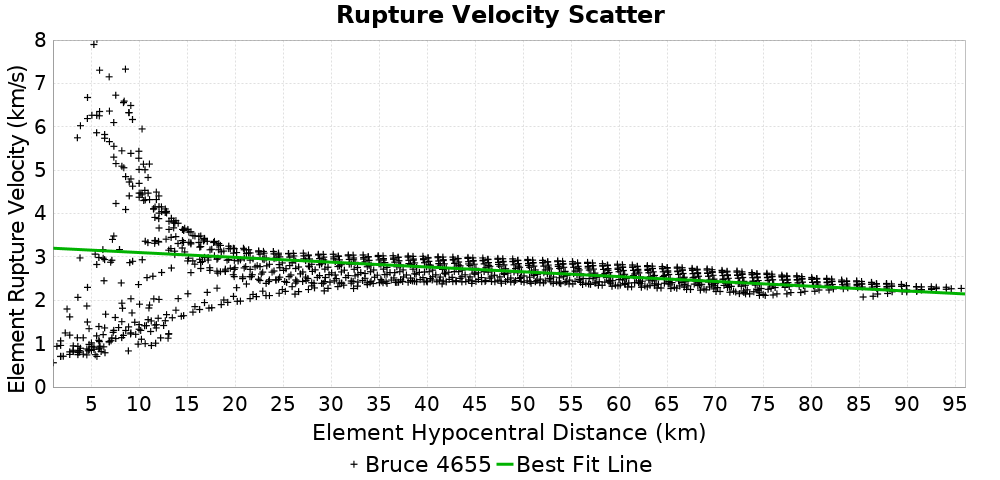 Rupture Velocity Scatter
Element Rupture Velocity (km/s)
8
7
6
5
4
3
2
1
0
5 10 15 20 25 30 35 40 45 50 55 60 65 70 75 80 85 90 95
Element Hypocentral Distance (km)
Bruce 4655 Best Fit Line